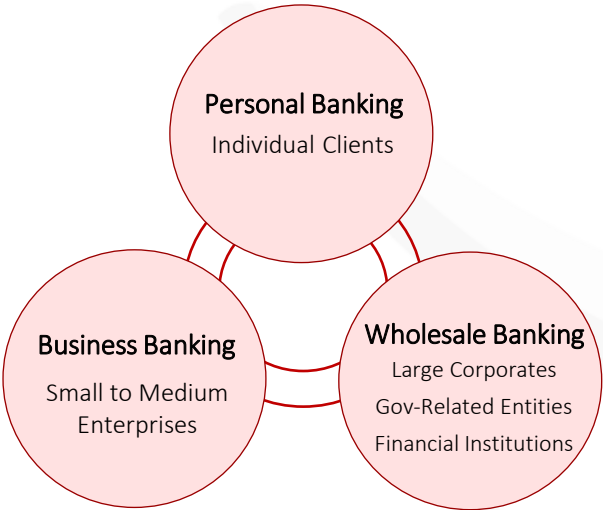 Personal Banking
Individual Clients
Business Banking
Small to Medium
Enterprises
Wholesale Banking
Large Corporates
Gov-Related Entities
Financial Institutions